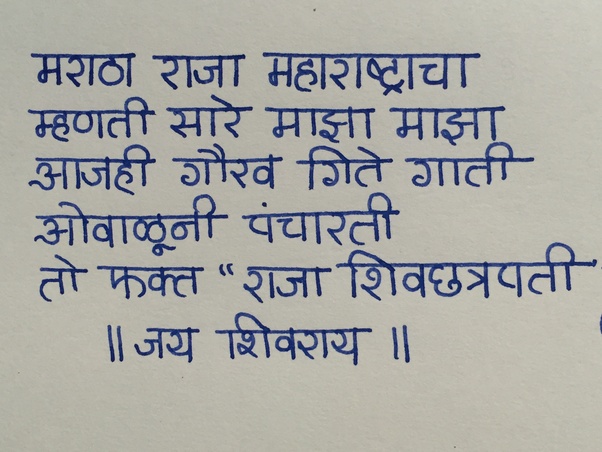 मराठा राजा महाराष्ट्राचा
म्हणती सारे माझा माझा
आजही गौरव गिते गाती
ओवाळूनी पंचारती
तो फक्त “राजा शिवछत्रपती
॥ जय शिवराय ॥